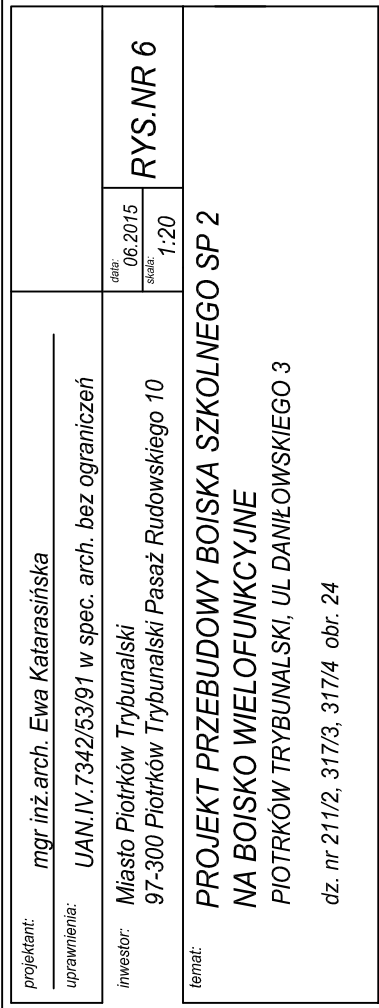 projektant: mgr inż.arch. Ewa Katarasińska
uprawnienia: UAN.IV.7342/53/91 w spec. arch. bez ograniczeń
inwestor: Miasto Piotrków Trybunalski
97-300 Piotrków Trybunalski Pasaż Rudowskiego 10
data: 06.2015
skala: 1:20
RYS.NR 6
temat: PROJEKT PRZEBUDOWY BOISKA SZKOLNEGO SP 2
NA BOISKO WIELOFUNKCYJNE
PIOTRKÓW TRYBUNALSKI, UL DANIŁOWSKIEGO 3
dz. nr 211/2, 317/3, 317/4 obr. 24